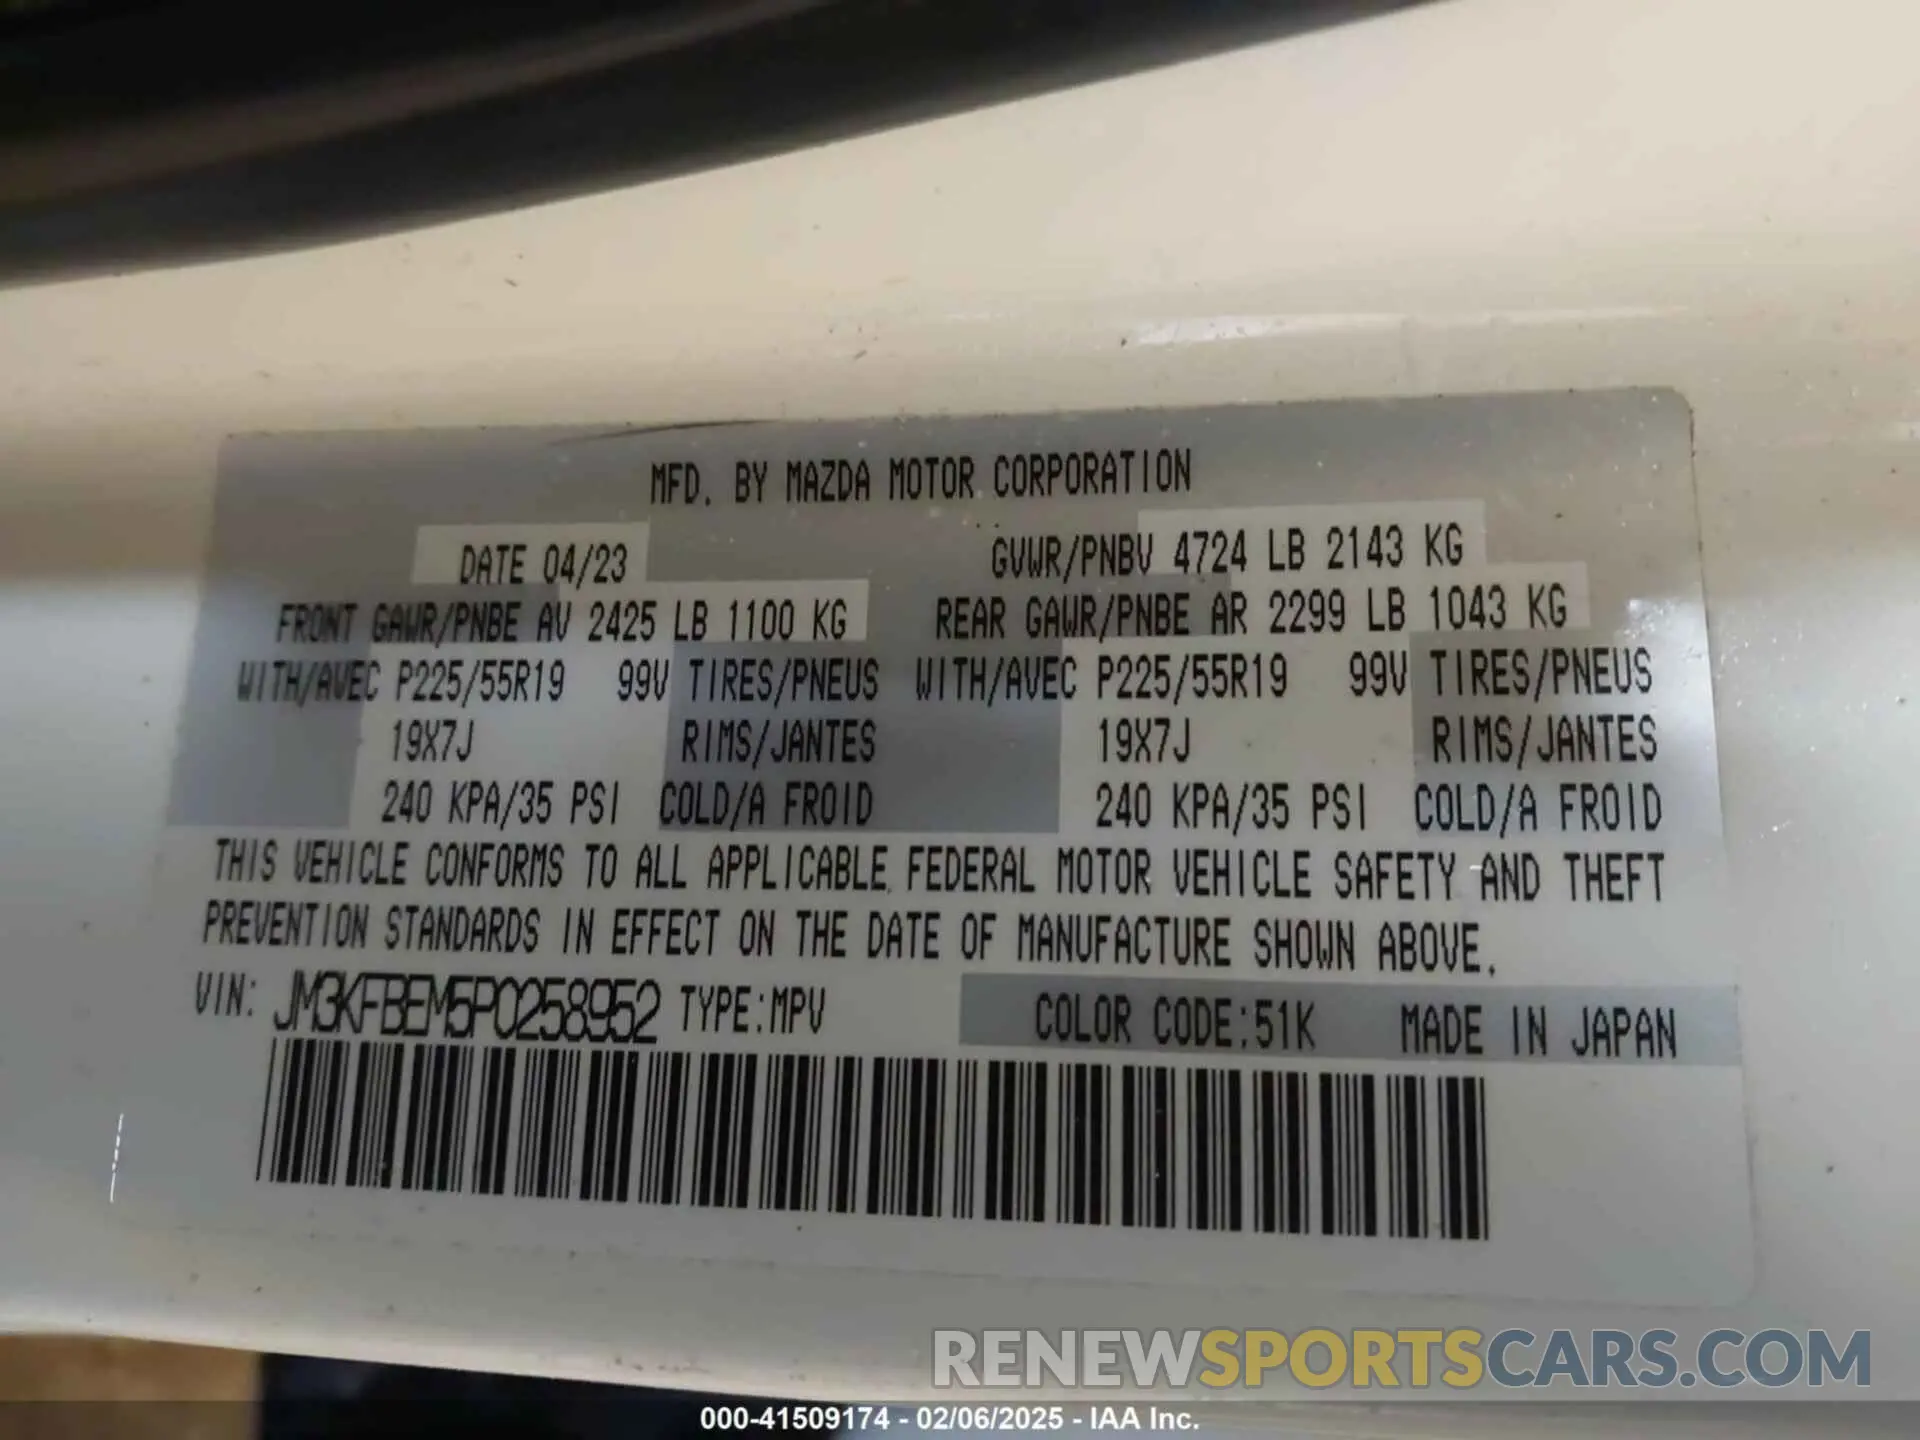 MFD. BY MAZDA MOTOR CORPORATION
DATE 04/23 GVWR/PNBV 4724 LB 2143 KG
FRONT GAWR/PNBE AV 2425 LB 1100 KG REAR GAWR/PNBE AR 2299 LB 1043 KG
WITH/AVEC P225/55R19 99V TIRES/PNEUS WITH/AVEC P225/55R19 99V TIRES/PNEUS
19X7J RIMS/JANTES 19X7J RIMS/JANTES
240 KPA/35 PSI COLD/A FROID 240 KPA/35 PSI COLD/A FROID
THIS VEHICLE CONFORMS TO ALL APPLICABLE FEDERAL MOTOR VEHICLE SAFETY AND THEFT
PREVENTION STANDARDS IN EFFECT ON THE DATE OF MANUFACTURE SHOWN ABOVE.
VIN: JM3KFBEM5P0258952 TYPE:MPV COLOR CODE:51K MADE IN JAPAN
RENEWSPORTSCARS.COM
000-41509174 - 02/06/2025 - IAA Inc.